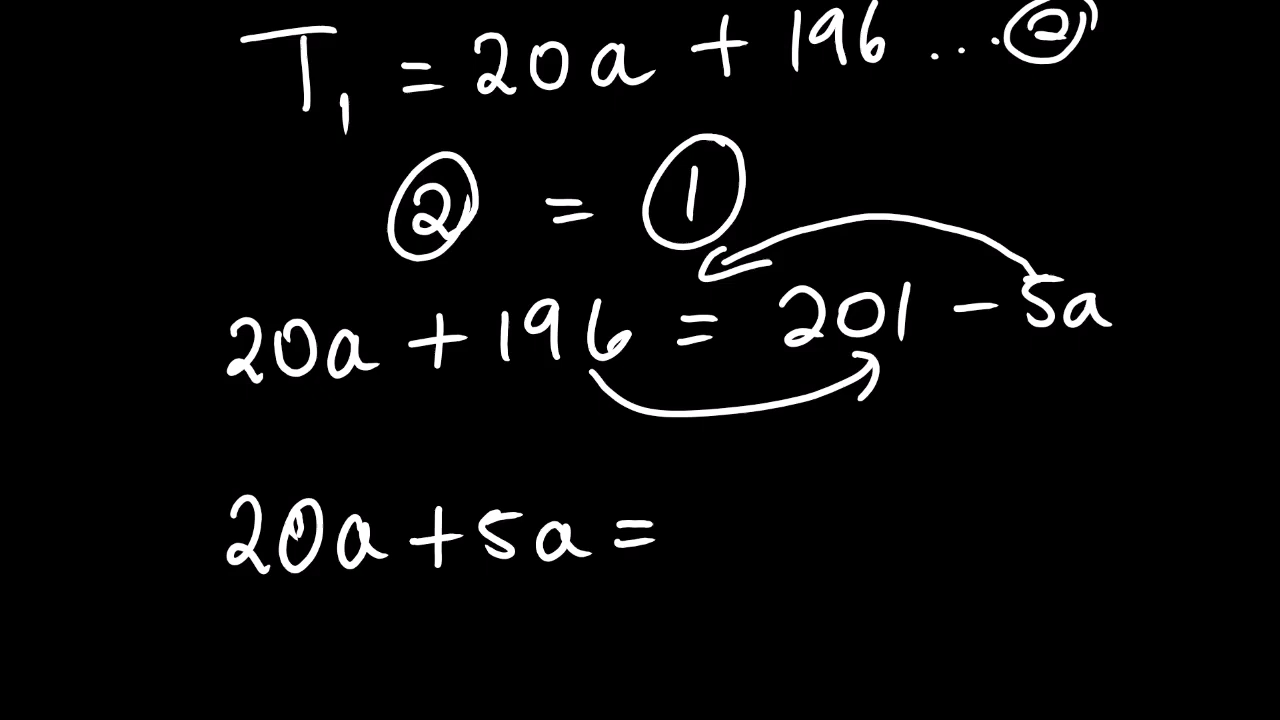 T₁ = 20a + 196 ... ②
② = ①
20a + 196 = 201 - 5a
20a + 5a =